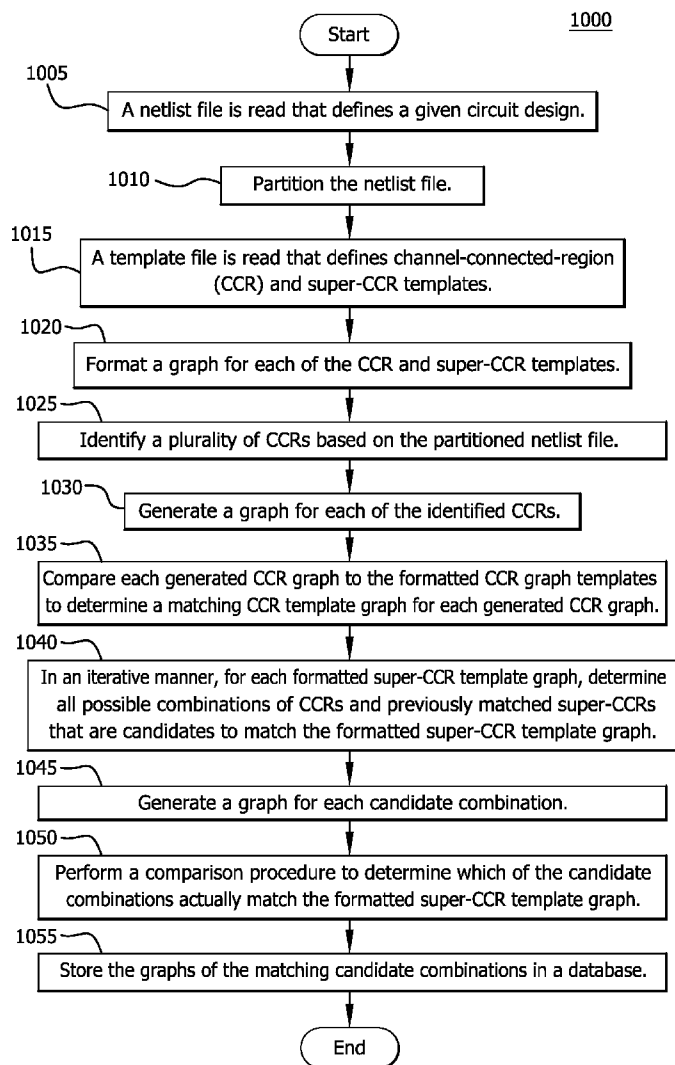 1000
Start
1005
A netlist file is read that defines a given circuit design.
1010
Partition the netlist file.
1015
A template file is read that defines channel-connected-region
(CCR) and super-CCR templates.
1020
Format a graph for each of the CCR and super-CCR templates.
1025
Identify a plurality of CCRs based on the partitioned netlist file.
1030
Generate a graph for each of the identified CCRs.
1035
Compare each generated CCR graph to the formatted CCR graph templates
to determine a matching CCR template graph for each generated CCR graph.
1040
In an iterative manner, for each formatted super-CCR template graph, determine
all possible combinations of CCRs and previously matched super-CCRs
that are candidates to match the formatted super-CCR template graph.
1045
Generate a graph for each candidate combination.
1050
Perform a comparison procedure to determine which of the candidate
combinations actually match the formatted super-CCR template graph.
1055
Store the graphs of the matching candidate combinations in a database.
End